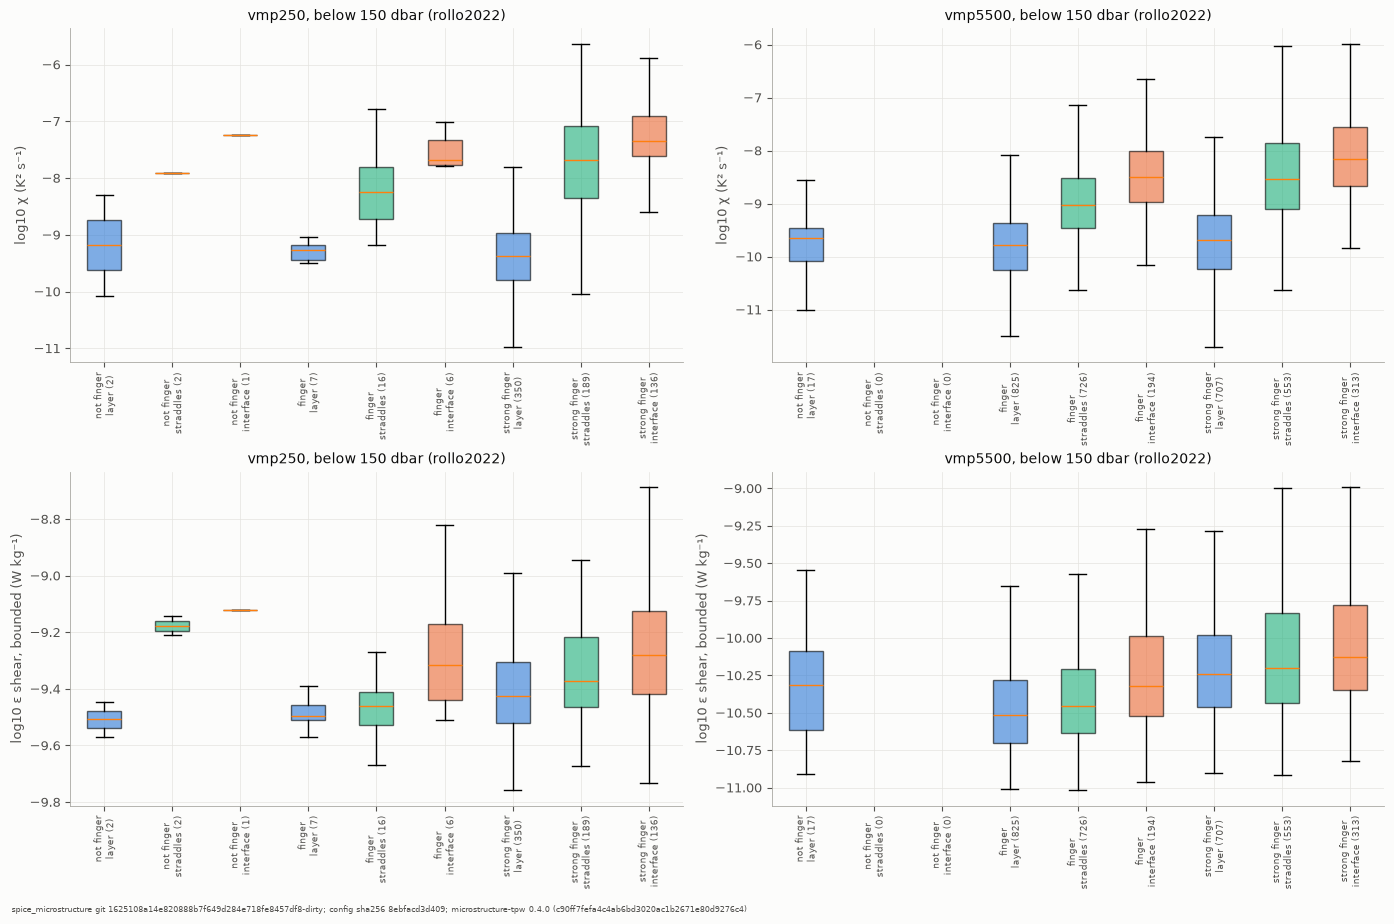 vmp250, below 150 dbar (rollo2022)
log10 χ (K² s⁻¹)
−6
−7
−8
−9
−10
−11
not finger
layer (2)
not finger
straddles (2)
not finger
interface (1)
finger
layer (7)
finger
straddles (16)
finger
interface (6)
strong finger
layer (350)
strong finger
straddles (189)
strong finger
interface (136)
vmp5500, below 150 dbar (rollo2022)
log10 χ (K² s⁻¹)
−6
−7
−8
−9
−10
−11
not finger
layer (17)
not finger
straddles (0)
not finger
interface (0)
finger
layer (825)
finger
straddles (726)
finger
interface (194)
strong finger
layer (707)
strong finger
straddles (553)
strong finger
interface (313)
vmp250, below 150 dbar (rollo2022)
log10 ε shear, bounded (W kg⁻¹)
−8.8
−9.0
−9.2
−9.4
−9.6
−9.8
not finger
layer (2)
not finger
straddles (2)
not finger
interface (1)
finger
layer (7)
finger
straddles (16)
finger
interface (6)
strong finger
layer (350)
strong finger
straddles (189)
strong finger
interface (136)
vmp5500, below 150 dbar (rollo2022)
log10 ε shear, bounded (W kg⁻¹)
−9.00
−9.25
−9.50
−9.75
−10.00
−10.25
−10.50
−10.75
−11.00
not finger
layer (17)
not finger
straddles (0)
not finger
interface (0)
finger
layer (825)
finger
straddles (726)
finger
interface (194)
strong finger
layer (707)
strong finger
straddles (553)
strong finger
interface (313)
spice_microstructure git 1625108a14e820888b7f649d284e718fe8457df8-dirty; config sha256 8ebfacd3d409; microstructure-tpw 0.4.0 (c90ff7fefa4c4ab6bd3020ac1b2671e80d9276c4)